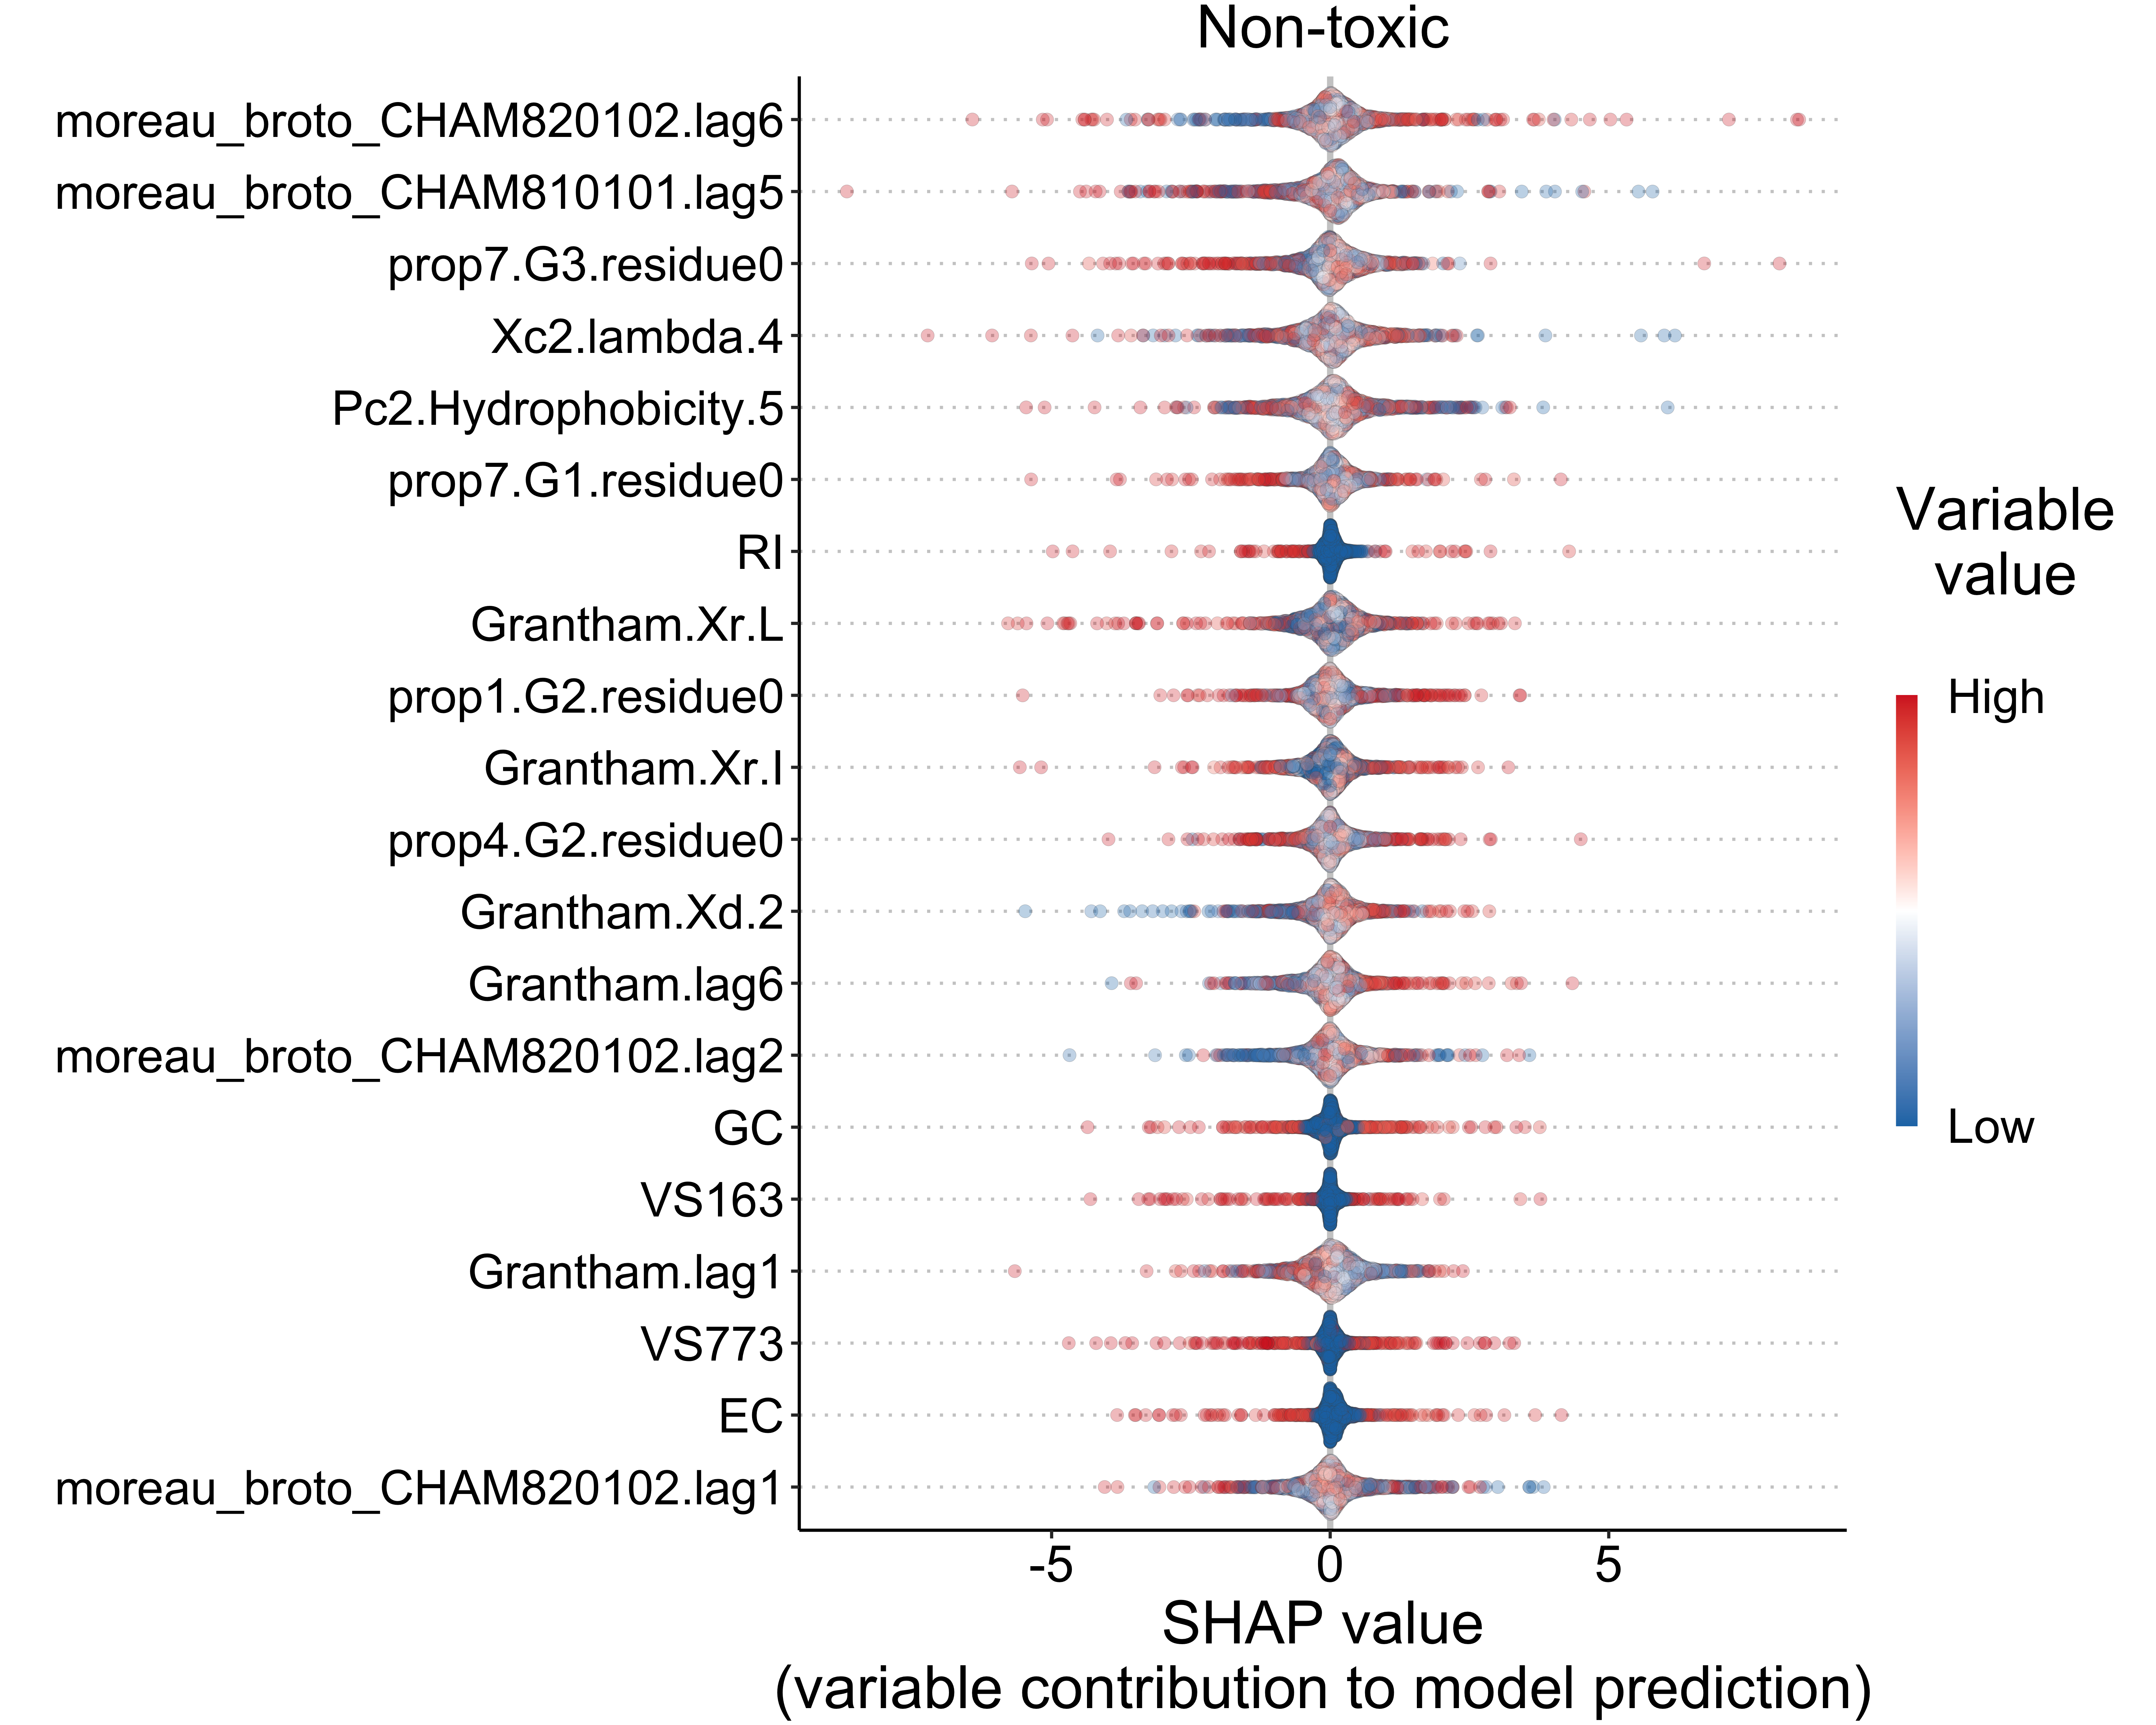 Non-toxic
moreau_broto_CHAM820102.lag6
moreau_broto_CHAM810101.lag5
prop7.G3.residue0
Xc2.lambda.4
Pc2.Hydrophobicity.5
prop7.G1.residue0
RI
Grantham.Xr.L
prop1.G2.residue0
Grantham.Xr.I
prop4.G2.residue0
Grantham.Xd.2
Grantham.lag6
moreau_broto_CHAM820102.lag2
GC
VS163
Grantham.lag1
VS773
EC
moreau_broto_CHAM820102.lag1
-5 0 5
SHAP value
(variable contribution to model prediction)
Variable
value
High
Low